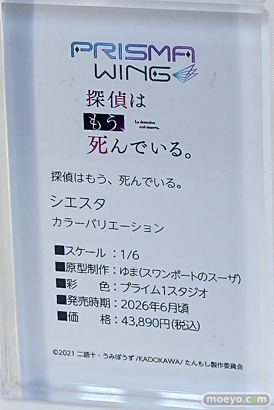 PRISMA
WING
探偵は
もう、
死んでいる。
探偵はもう、死んでいる。
シエスタ
カラーバリエーション
■スケール：1/6
■原型制作：ゆま(スワンボートのスーザ)
■彩　　色：プライム1スタジオ
■発売時期：2026年6月頃
■価　　格：43,890円(税込)
©2021 二語十・うみぼうず/KADOKAWA/たんもし製作委員会
moeyo.com